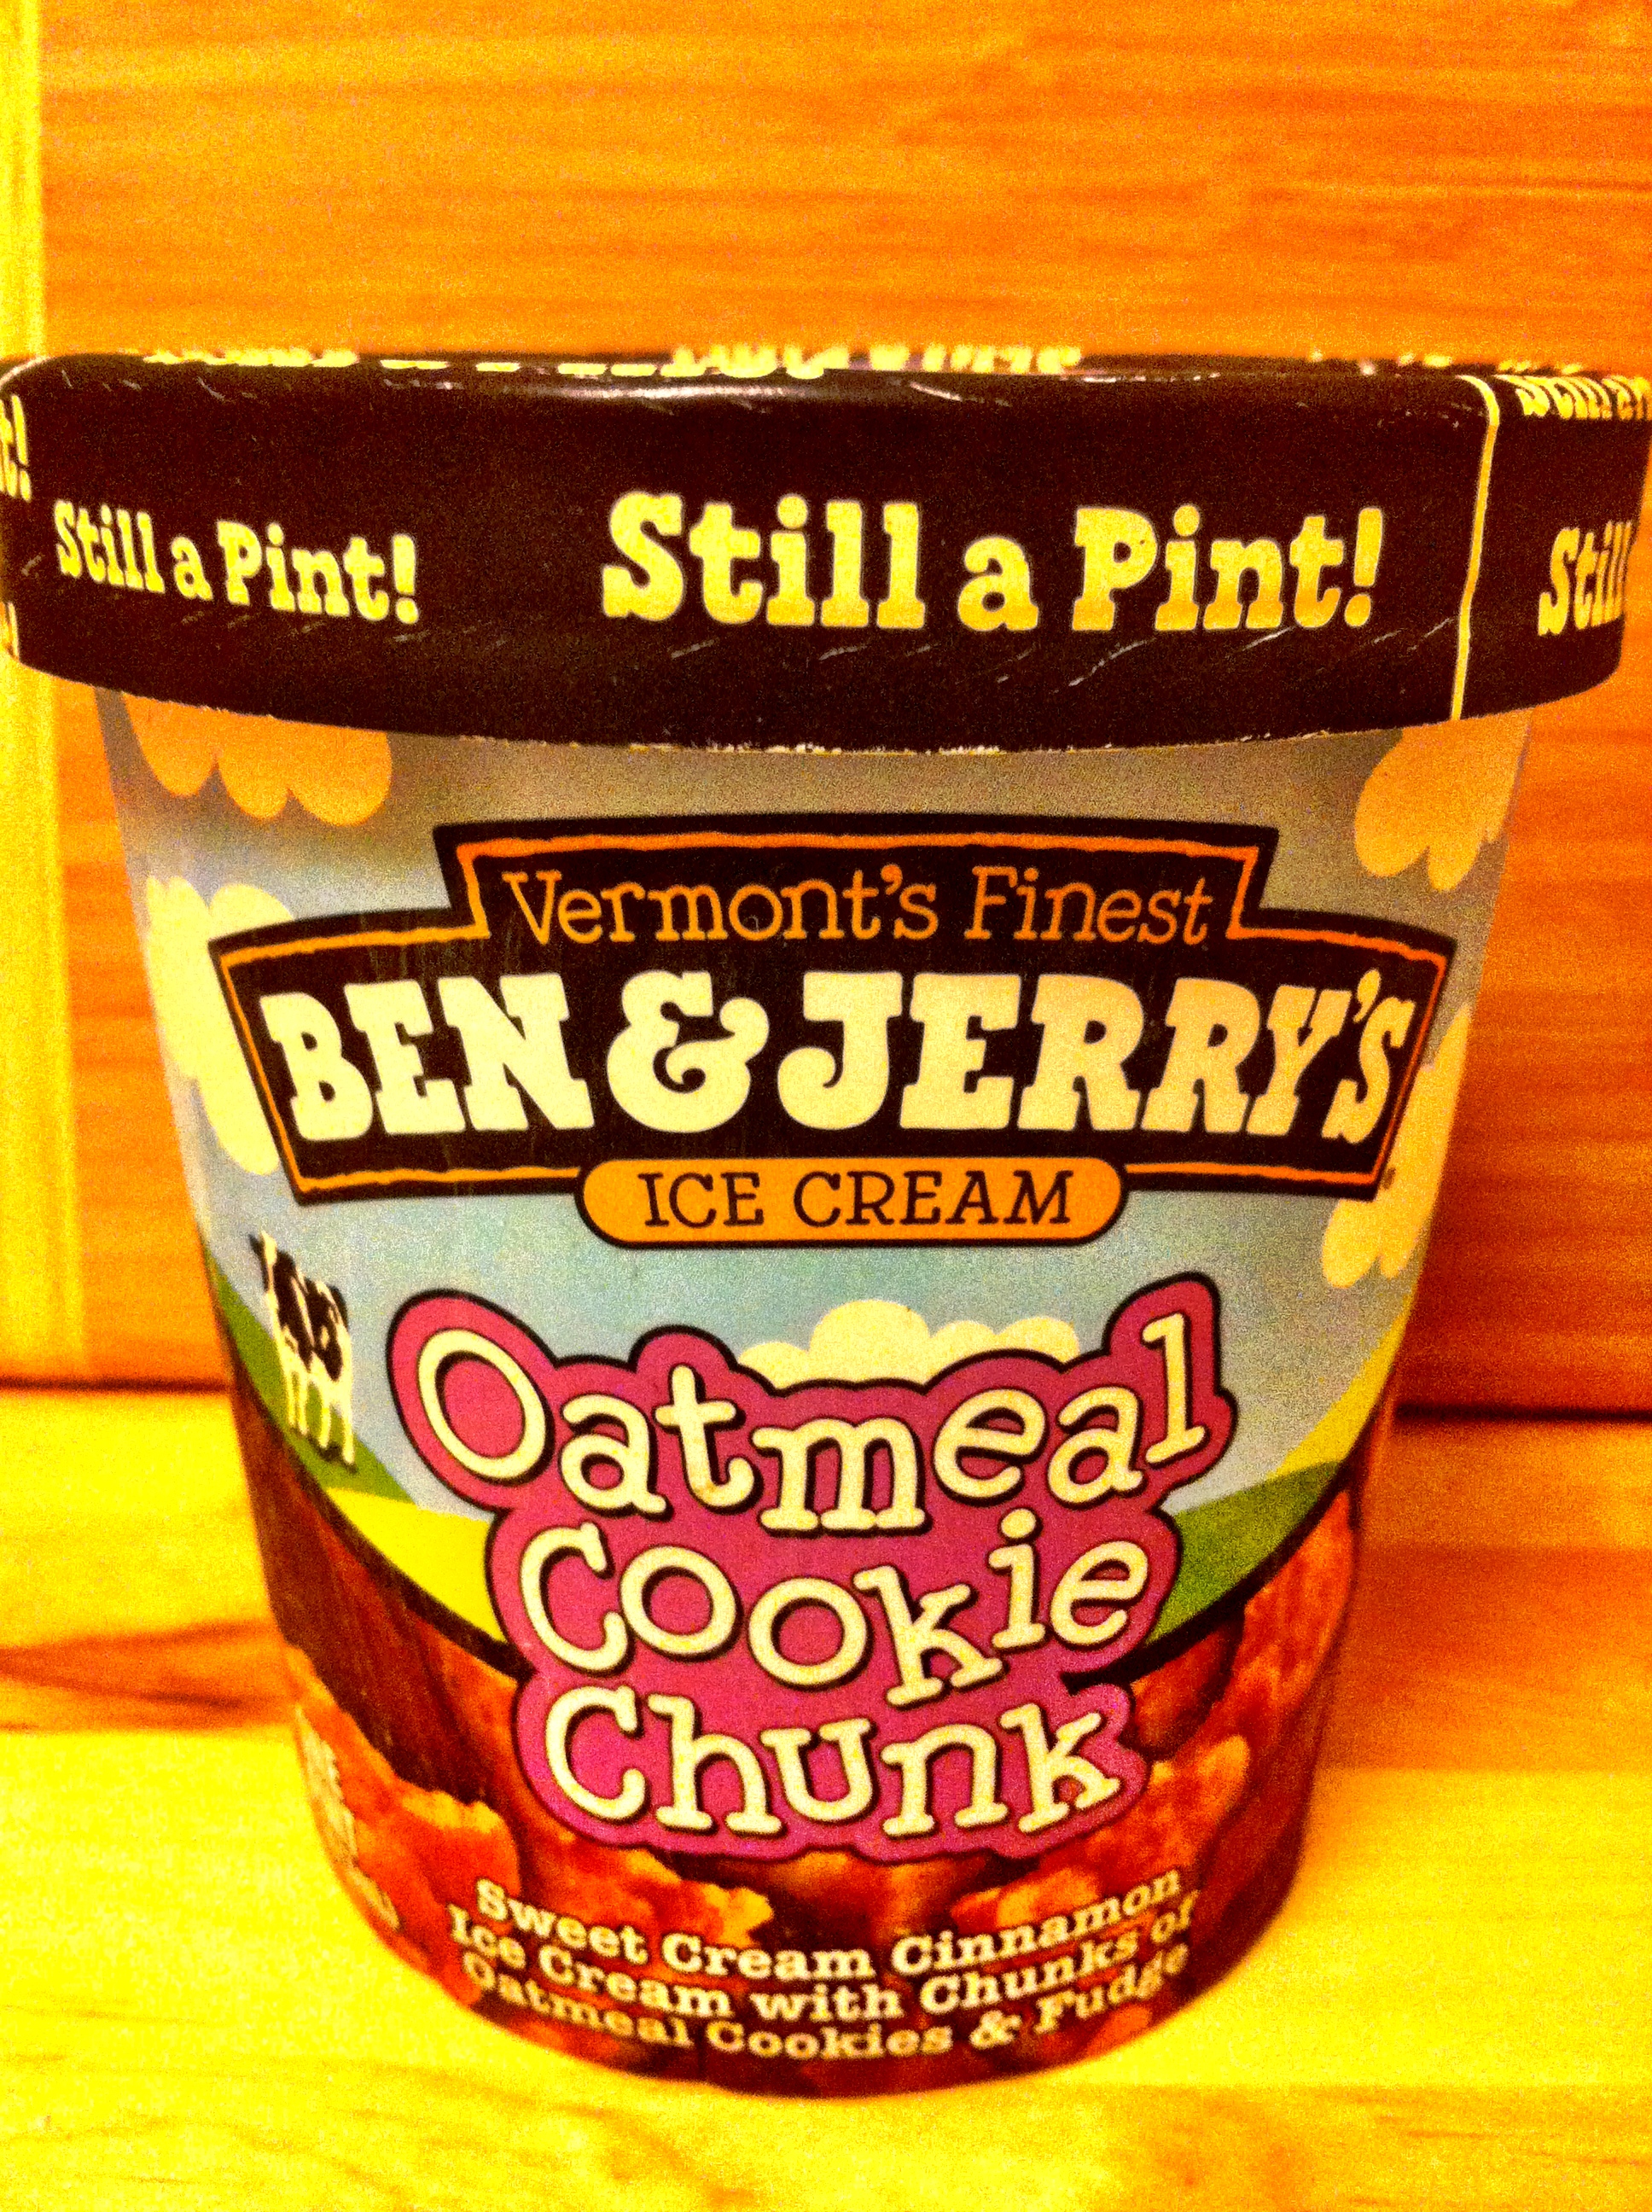 Still a Pint!
Still a Pint!
Still
Vermont's Finest
BEN & JERRY'S
ICE CREAM
Oatmeal
Cookie
Chunk
Sweet Cream Cinnamon
Ice Cream with Chunks of
Oatmeal Cookies & Fudge